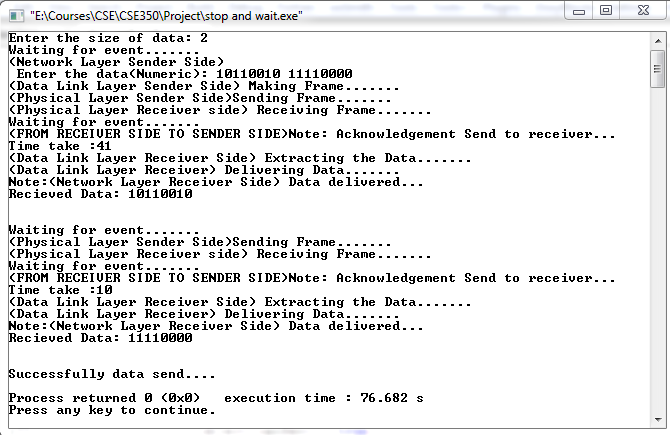 "E:\Courses\CSE\CSE350\Project\stop and wait.exe"
Enter the size of data: 2
Waiting for event.......
(Network Layer Sender Side)
 Enter the data(Numeric): 10110010 11110000
(Data Link Layer Sender Side) Making Frame.......
(Physical Layer Sender Side)Sending Frame.......
(Physical Layer Receiver side) Receiving Frame.......
Waiting for event.......
(FROM RECEIVER SIDE TO SENDER SIDE)Note: Acknowledgement Send to receiver...
Time take :41
(Data Link Layer Receiver Side) Extracting the Data.......
(Data Link Layer Receiver) Delivering Data.......
Note:(Network Layer Receiver Side) Data delivered...
Recieved Data: 10110010
Waiting for event.......
(Physical Layer Sender Side)Sending Frame.......
(Physical Layer Receiver side) Receiving Frame.......
Waiting for event.......
(FROM RECEIVER SIDE TO SENDER SIDE)Note: Acknowledgement Send to receiver...
Time take :10
(Data Link Layer Receiver Side) Extracting the Data.......
(Data Link Layer Receiver) Delivering Data.......
Note:(Network Layer Receiver Side) Data delivered...
Recieved Data: 11110000
Successfully data send....
Process returned 0 (0x0)   execution time : 76.682 s
Press any key to continue.